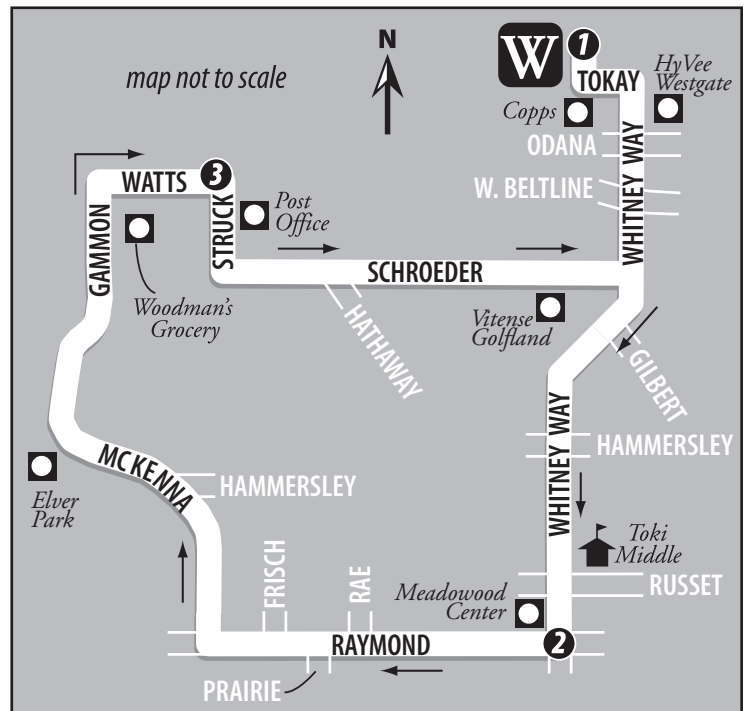 N
map not to scale
W
1
TOKAY
HyVee
Westgate
Copps
ODANA
WHITNEY WAY
W. BELTLINE
WATTS
3
Post
Office
STRUCK
GAMMON
Woodman's
Grocery
SCHROEDER
HATHAWAY
Vitense
Golfland
GILBERT
WHITNEY WAY
HAMMERSLEY
MCKENNA
HAMMERSLEY
Elver
Park
Toki
Middle
FRISCH
RAE
Meadowood
Center
RUSSET
RAYMOND
2
PRAIRIE